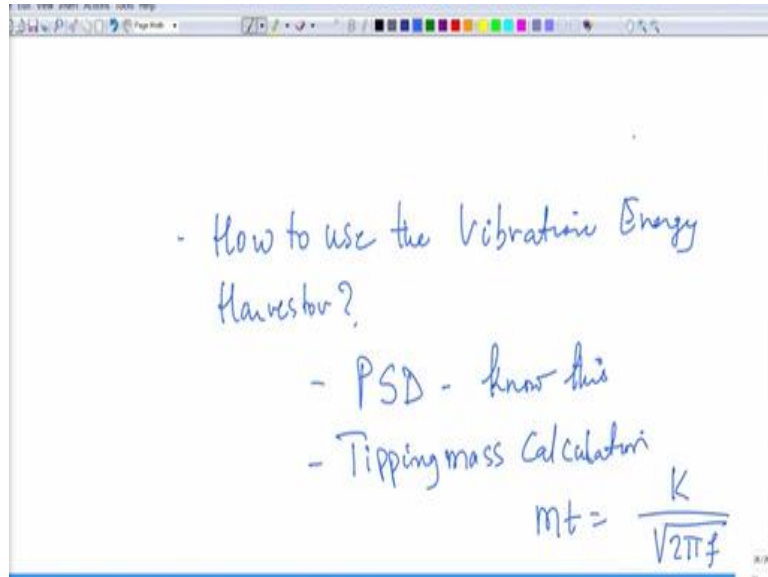 - How to use the Vibration Energy
Harvestor?
- PSD - know this
- Tipping mass Calculation
mt = K / √2πf